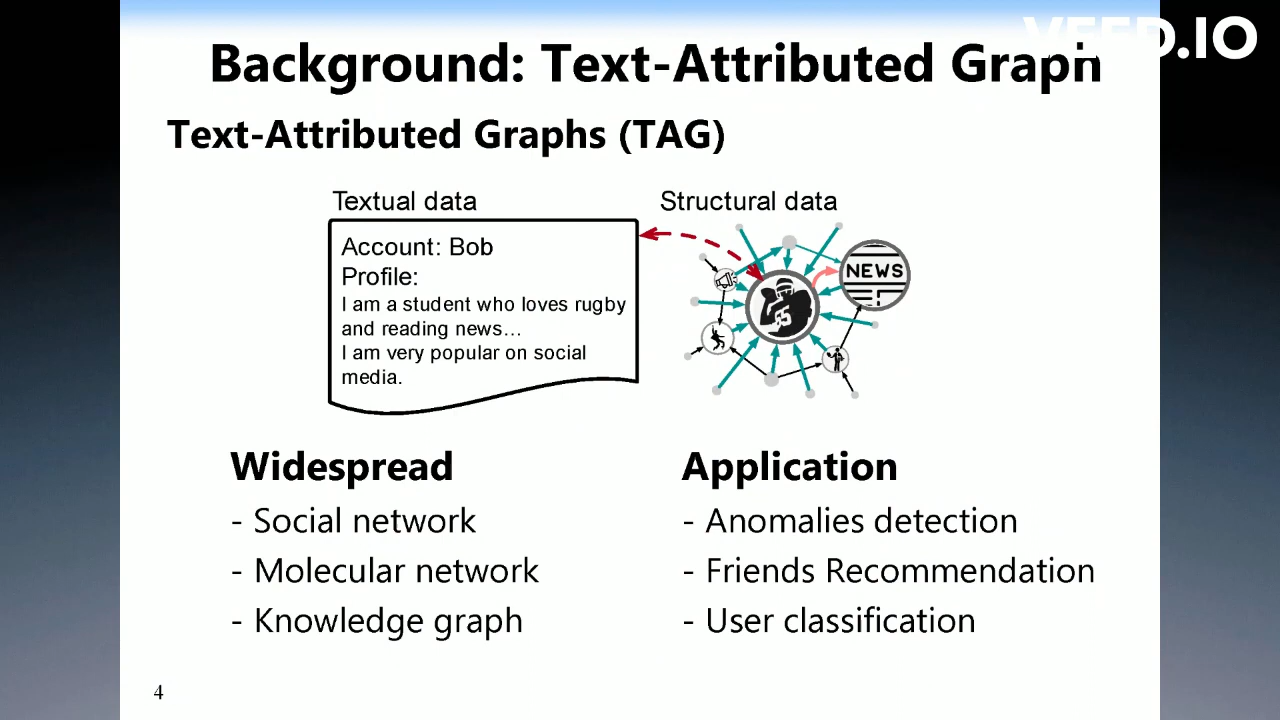 VEED.IO
Background: Text-Attributed Graph
Text-Attributed Graphs (TAG)
Textual data
Structural data
Account: Bob
Profile:
I am a student who loves rugby
and reading news…
I am very popular on social
media.
NEWS
Widespread
- Social network
- Molecular network
- Knowledge graph
Application
- Anomalies detection
- Friends Recommendation
- User classification
4